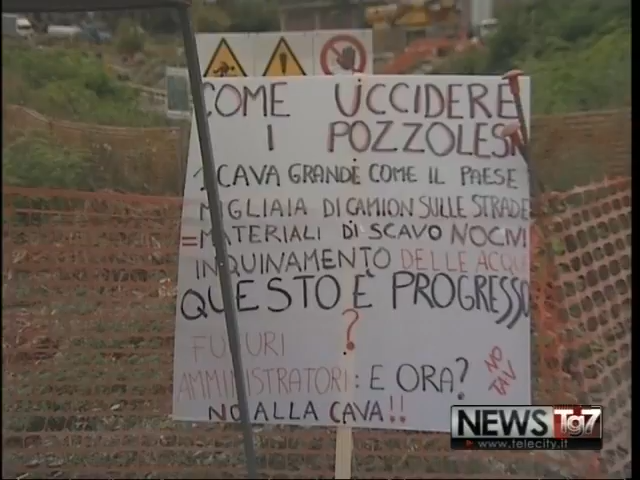 COME UCCIDERE
I POZZOLESI
1 CAVA GRANDE COME IL PAESE
MIGLIAIA DI CAMION SULLE STRADE
= MATERIALI DI SCAVO NOCIVI
INQUINAMENTO DELLE ACQUE
QUESTO È PROGRESSO
?
FUTURI
AMMINISTRATORI: E ORA?
NO ALLA CAVA!!
NO TAV
NEWS Tg7
www.telecity.it